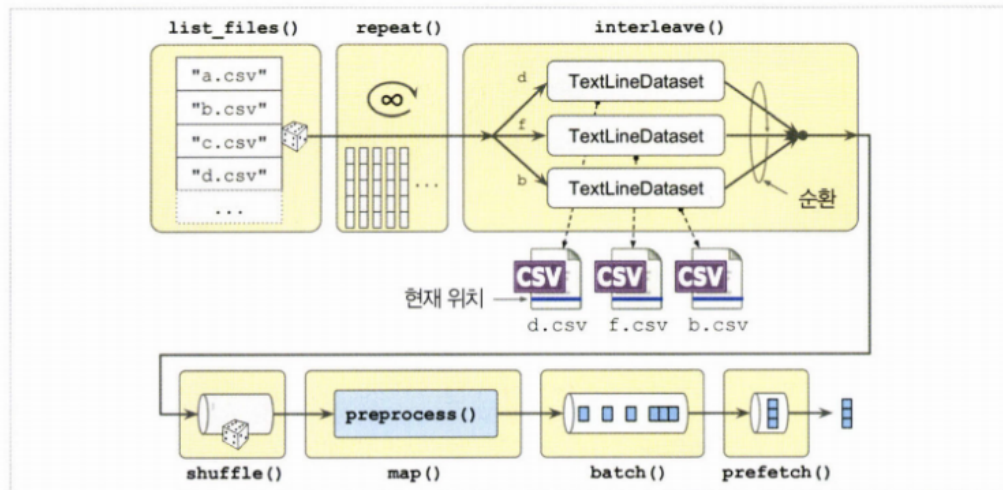 list_files()
repeat()
interleave()
"a.csv"
"b.csv"
"c.csv"
"d.csv"
...
∞
...
d
f
b
TextLineDataset
TextLineDataset
TextLineDataset
순환
CSV
CSV
CSV
현재 위치
d.csv
f.csv
b.csv
preprocess()
shuffle()
map()
batch()
prefetch()